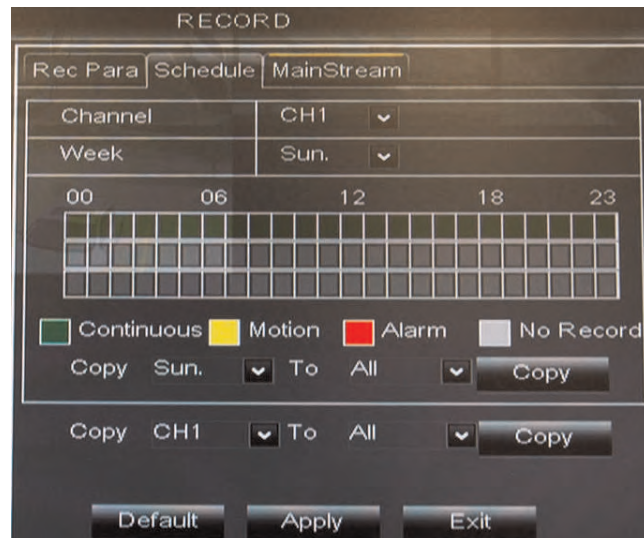 RECORD
Rec Para Schedule MainStream
Channel CH1
Week Sun.
00 06 12 18 23
Continuous Motion Alarm No Record
Copy Sun. To All Copy
Copy CH1 To All Copy
Default Apply Exit